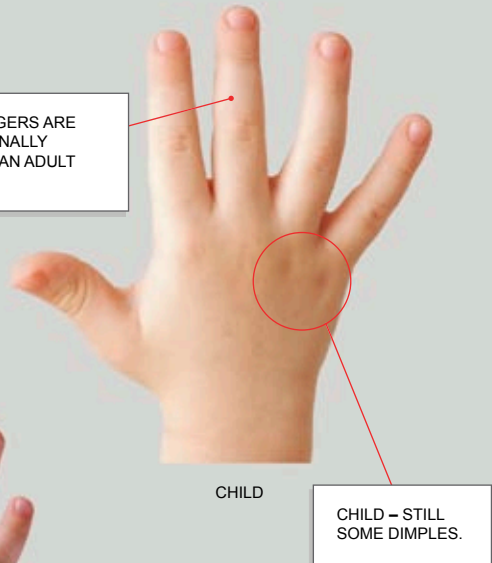 GERS ARE
NALLY
AN ADULT
CHILD
CHILD – STILL
SOME DIMPLES.